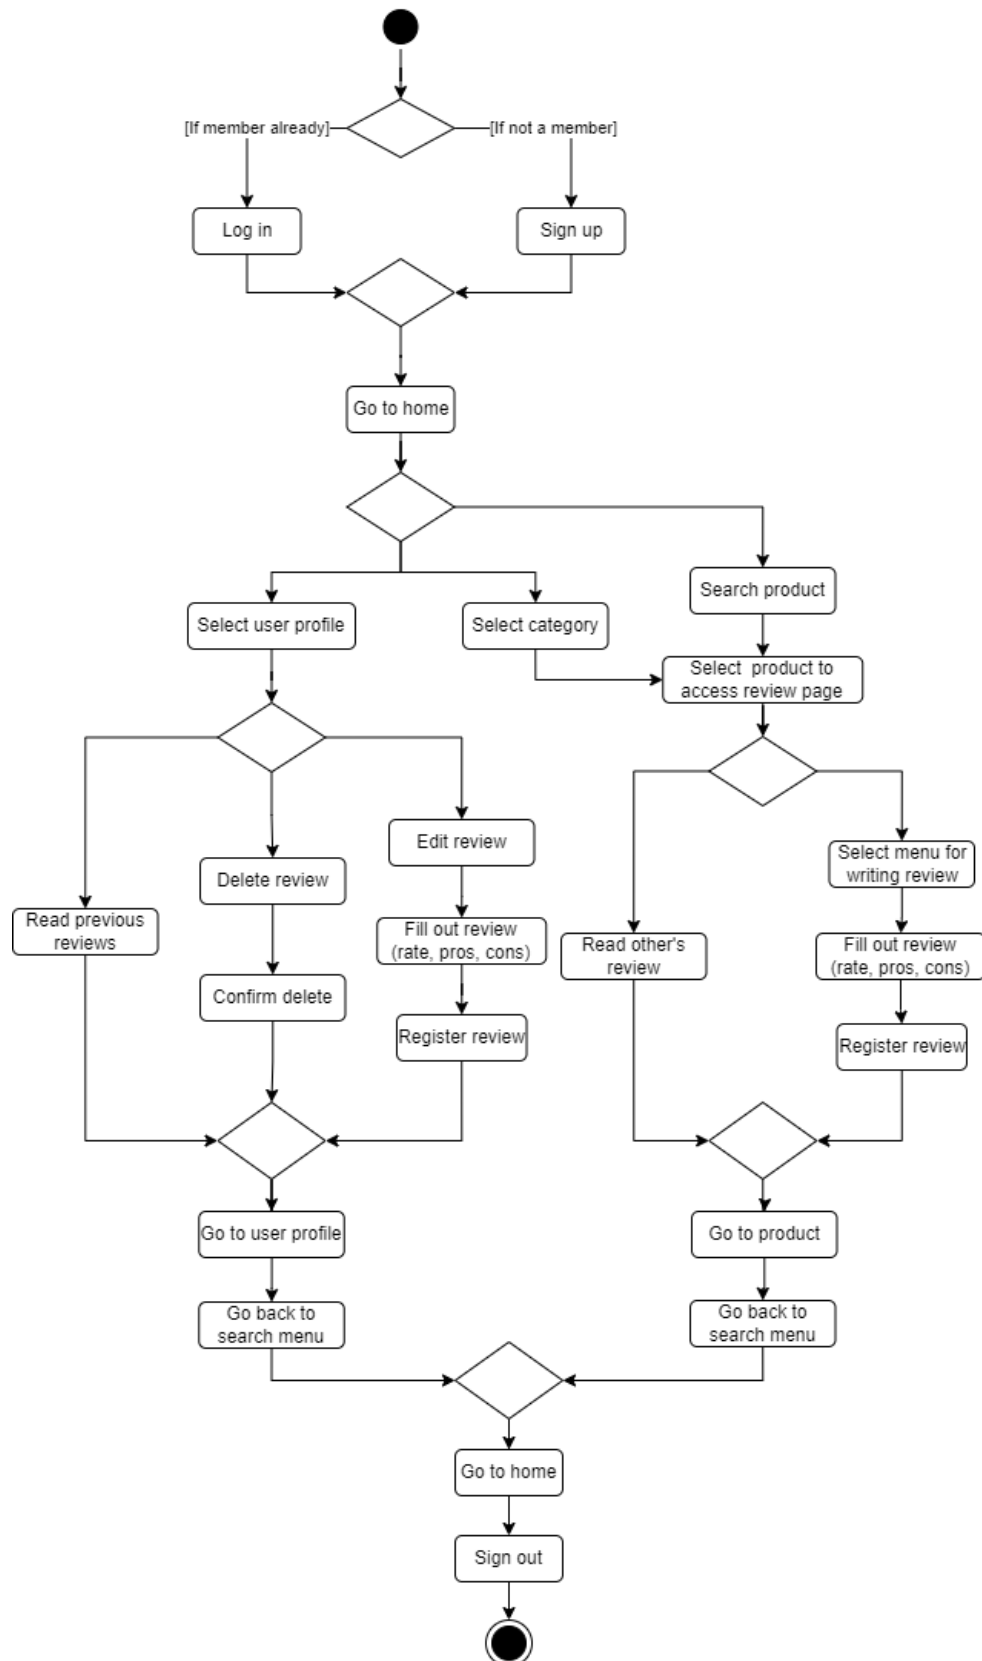 [If member already]
[If not a member]
Log in
Sign up
Go to home
Search product
Select user profile
Select category
Select product to
access review page
Edit review
Select menu for
writing review
Delete review
Read previous
reviews
Fill out review
(rate, pros, cons)
Read other's
review
Fill out review
(rate, pros, cons)
Confirm delete
Register review
Register review
Go to user profile
Go to product
Go back to
search menu
Go back to
search menu
Go to home
Sign out